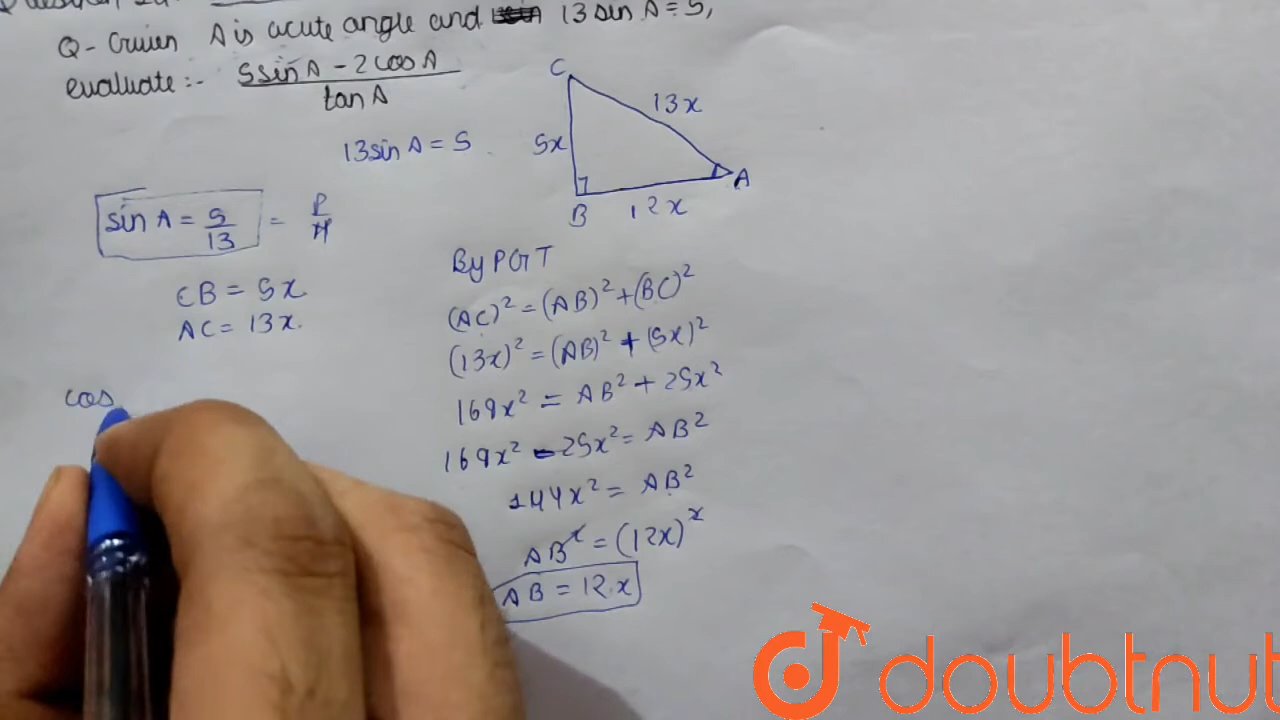 Q- Given A is acute angle and 13 sin A = 5,
evaluate :- 5sin A - 2 cos A
tan A
13 sin A = 5
C
13x
5x
A
B
12x
sin A = 5/13 = P/H
CB = 5x
AC = 13x.
By PGT
(AC)² = (AB)² + (BC)²
(13x)² = (AB)² + (5x)²
169x² = AB² + 25x²
169x² - 25x² = AB²
144x² = AB²
AB² = (12x)²
AB = 12x
cos
doubtnut